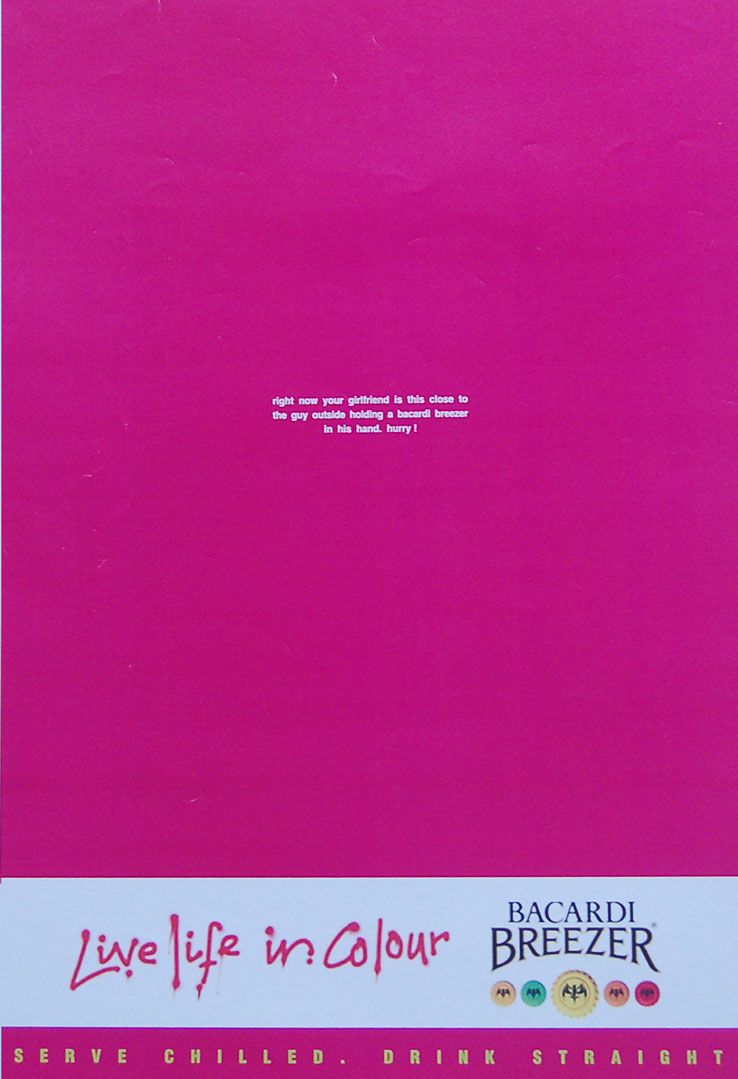 right now your girlfriend is this close to
the guy outside holding a bacardi breezer
in his hand. hurry !
Live life in Colour
BACARDI
BREEZER®
SERVE CHILLED. DRINK STRAIGHT